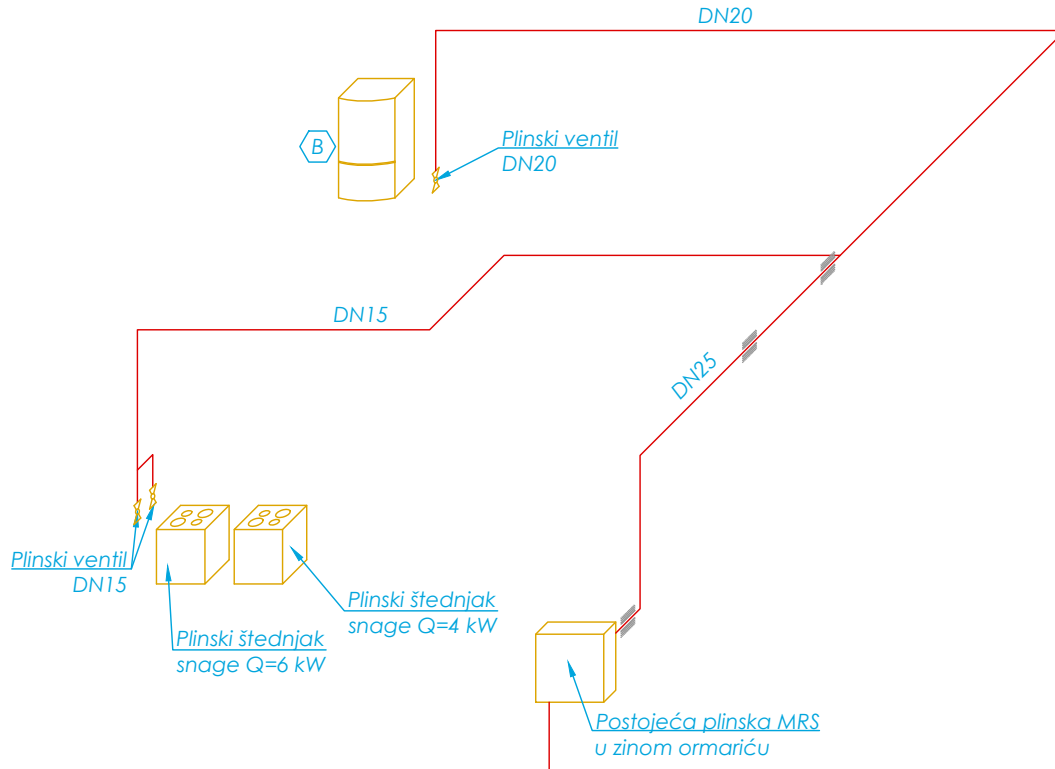 DN20
B
Plinski ventil
DN20
DN15
DN25
Plinski ventil
DN15
Plinski štednjak
snage Q=4 kW
Plinski štednjak
snage Q=6 kW
Postojeća plinska MRS
u zinom ormariću